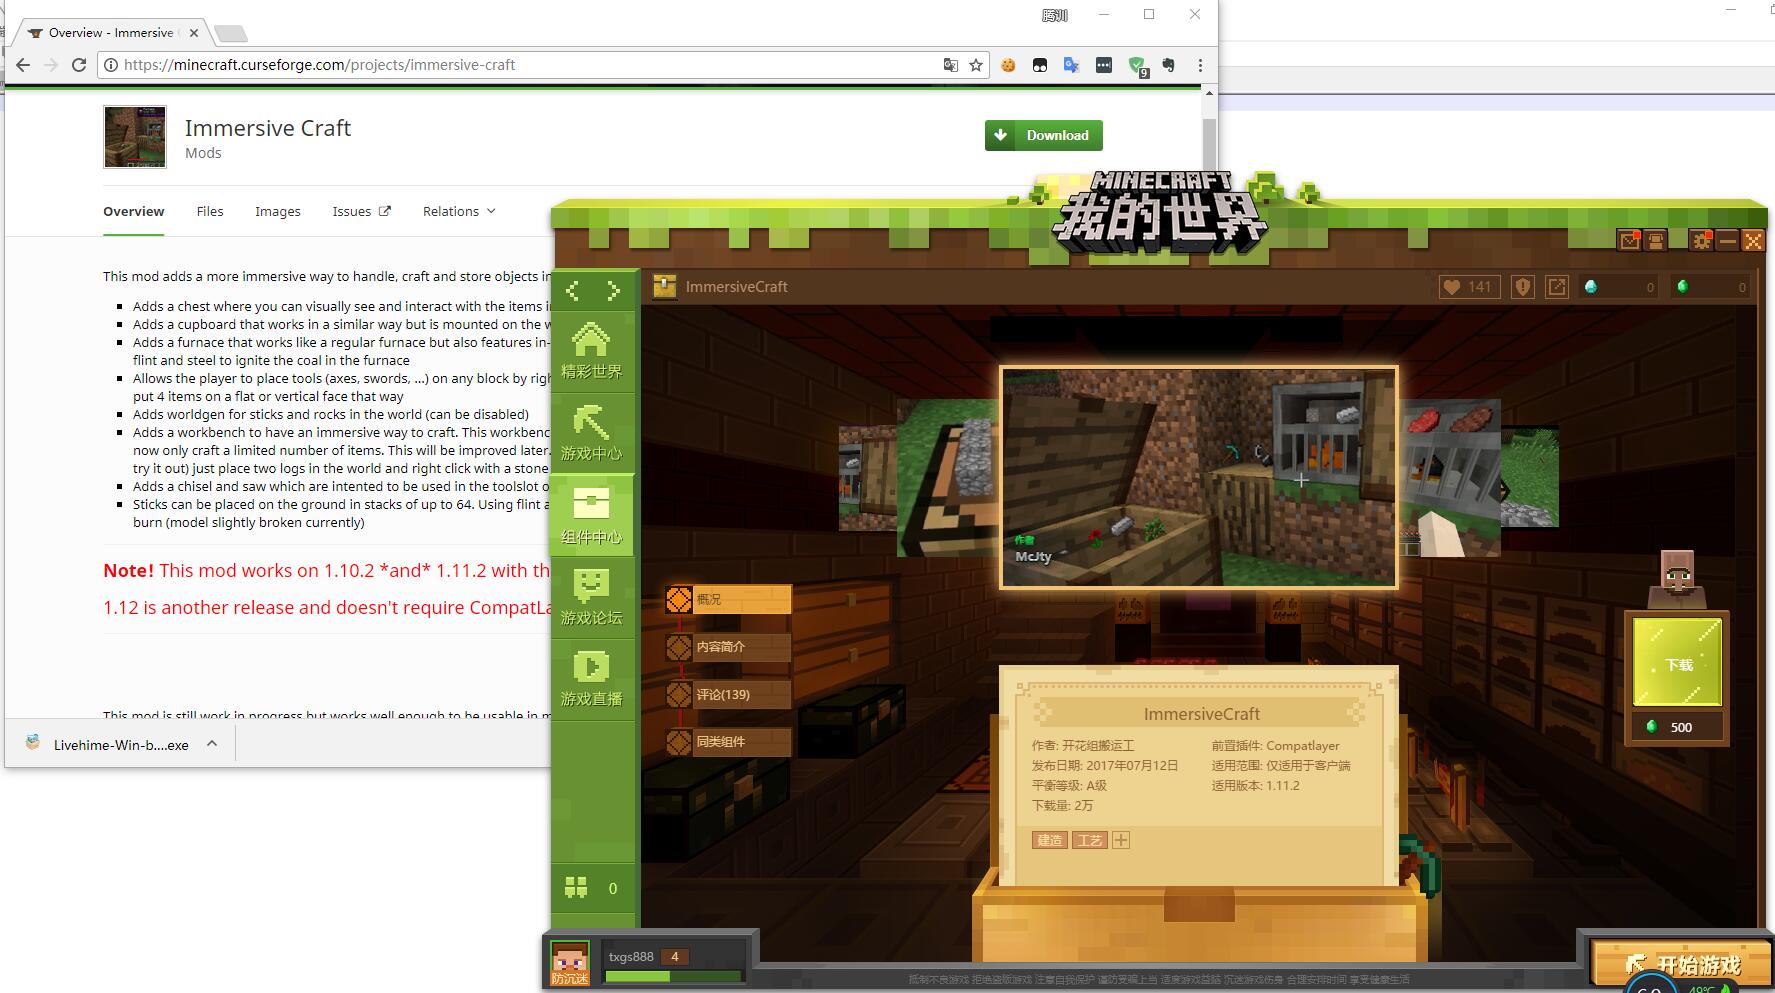 腾训
Overview - Immersive
https://minecraft.curseforge.com/projects/immersive-craft
9
Immersive Craft
Mods
Download
Overview
Files
Images
Issues
Relations
This mod adds a more immersive way to handle, craft and store objects in
Adds a chest where you can visually see and interact with the items i
Adds a cupboard that works in a similar way but is mounted on the w
Adds a furnace that works like a regular furnace but also features in-
flint and steel to ignite the coal in the furnace
Allows the player to place tools (axes, swords, ...) on any block by righ
put 4 items on a flat or vertical face that way
Adds worldgen for sticks and rocks in the world (can be disabled)
Adds a workbench to have an immersive way to craft. This workbenc
now only craft a limited number of items. This will be improved later.
try it out) just place two logs in the world and right click with a stone
Adds a chisel and saw which are intented to be used in the toolslot o
Sticks can be placed on the ground in stacks of up to 64. Using flint a
burn (model slightly broken currently)
Note! This mod works on 1.10.2 *and* 1.11.2 with th
1.12 is another release and doesn't require CompatLa
This mod is still work in progress but works well enough to be usable in m
Livehime-Win-b....exe
MINECRAFT
我的世界
ImmersiveCraft
141
0
0
精彩世界
游戏中心
组件中心
游戏论坛
游戏直播
0
作者
McJty
概况
内容简介
评论(139)
同类组件
下载
500
ImmersiveCraft
作者: 开花组搬运工
前置插件: Compatlayer
发布日期: 2017年07月12日
适用范围: 仅适用于客户端
平衡等级: A级
适用版本: 1.11.2
下载量: 2万
建造
工艺
防沉迷
txgs888
4
抵制不良游戏 拒绝盗版游戏 注意自我保护 谨防受骗上当 适度游戏益脑 沉迷游戏伤身 合理安排时间 享受健康生活
开始游戏
49℃